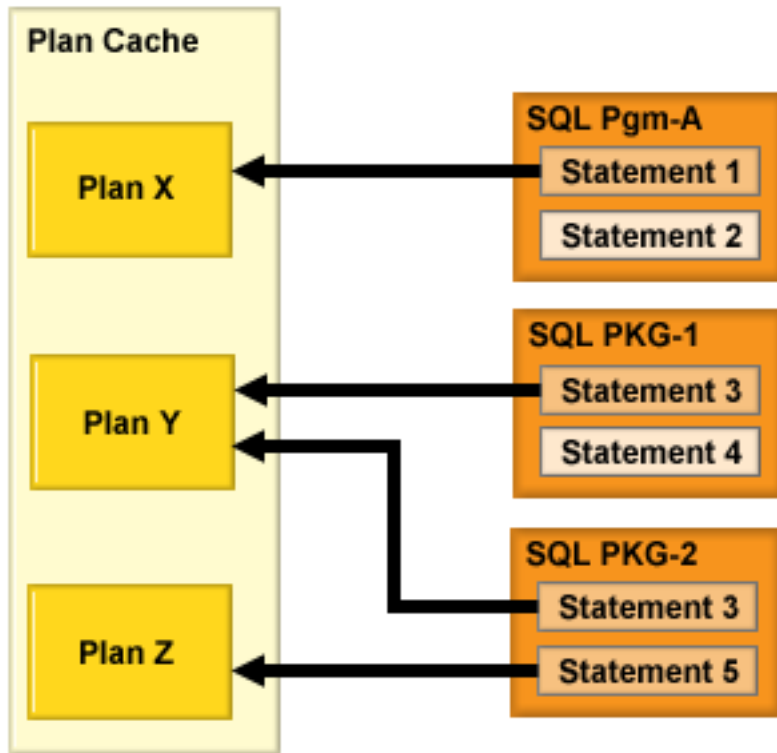 Plan Cache
Plan X
Plan Y
Plan Z
SQL Pgm-A
Statement 1
Statement 2
SQL PKG-1
Statement 3
Statement 4
SQL PKG-2
Statement 3
Statement 5